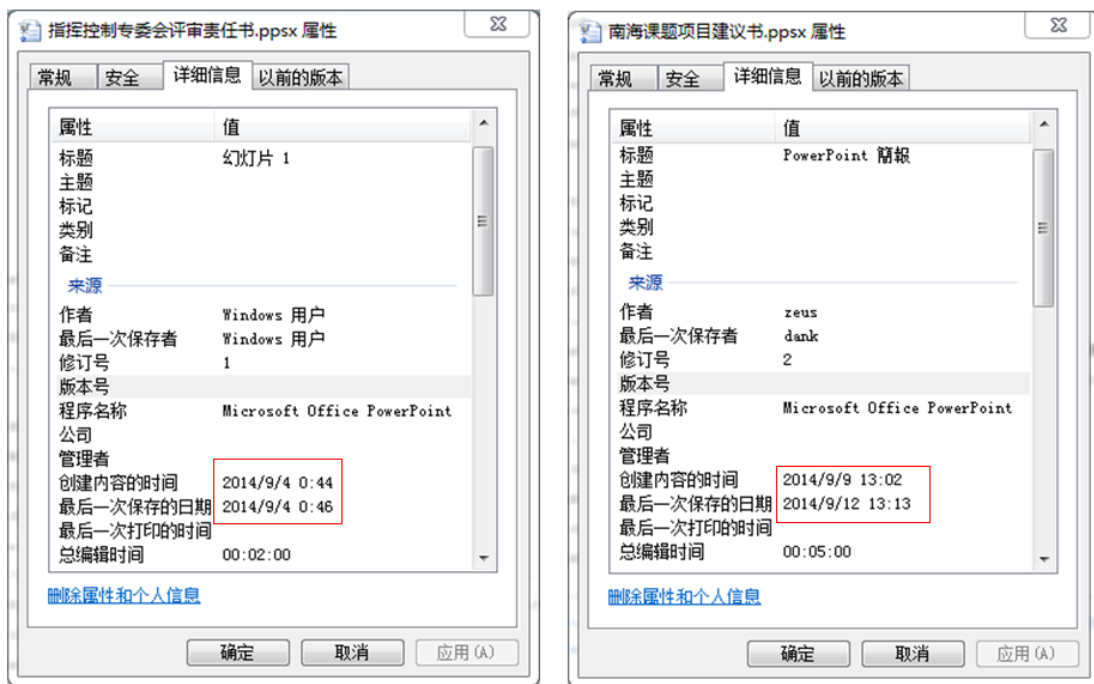 指挥控制专委会评审责任书.ppsx 属性
常规 安全 详细信息 以前的版本
属性 值
标题 幻灯片 1
主题
标记
类别
备注
来源
作者 Windows 用户
最后一次保存者 Windows 用户
修订号 1
版本号
程序名称 Microsoft Office PowerPoint
公司
管理者
创建内容的时间 2014/9/4 0:44
最后一次保存的日期 2014/9/4 0:46
最后一次打印的时间
总编辑时间 00:02:00
删除属性和个人信息
确定 取消 应用(A)
南海课题项目建议书.ppsx 属性
常规 安全 详细信息 以前的版本
属性 值
标题 PowerPoint 簡報
主题
标记
类别
备注
来源
作者 zeus
最后一次保存者 dank
修订号 2
版本号
程序名称 Microsoft Office PowerPoint
公司
管理者
创建内容的时间 2014/9/9 13:02
最后一次保存的日期 2014/9/12 13:13
最后一次打印的时间
总编辑时间 00:05:00
删除属性和个人信息
确定 取消 应用(A)